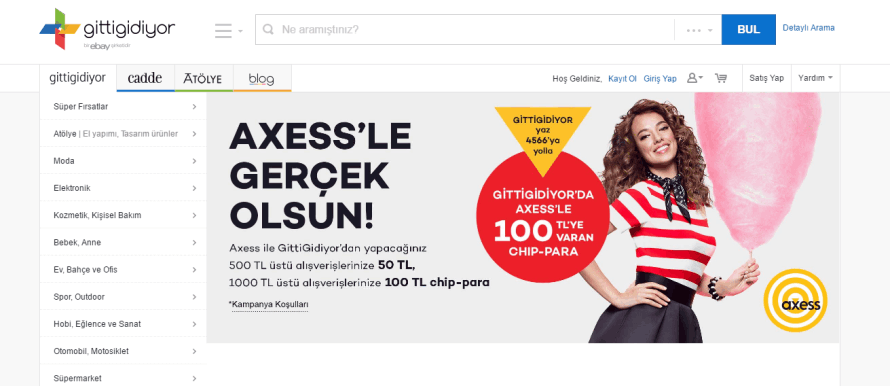 gittigidiyor
bir ebay şirketidir
Ne aramıştınız?
BUL
Detaylı Arama
gittigidiyor
cadde
ATÖLYE
blog
Hoş Geldiniz, Kayıt Ol Giriş Yap
Satış Yap
Yardım
Süper Fırsatlar
Atölye | El yapımı, Tasarım ürünler
Moda
Elektronik
Kozmetik, Kişisel Bakım
Bebek, Anne
Ev, Bahçe ve Ofis
Spor, Outdoor
Hobi, Eğlence ve Sanat
Otomobil, Motosiklet
Süpermarket
AXESS'LE
GERÇEK
OLSUN!
Axess ile GittiGidiyor'dan yapacağınız
500 TL üstü alışverişlerinize 50 TL,
1000 TL üstü alışverişlerinize 100 TL chip-para
*Kampanya Koşulları
GİTTİGİDİYOR
yaz
4566'ya
yolla
GİTTİGİDİYOR'DA
AXESS'LE
100 TL'YE
VARAN
CHIP-PARA
axess